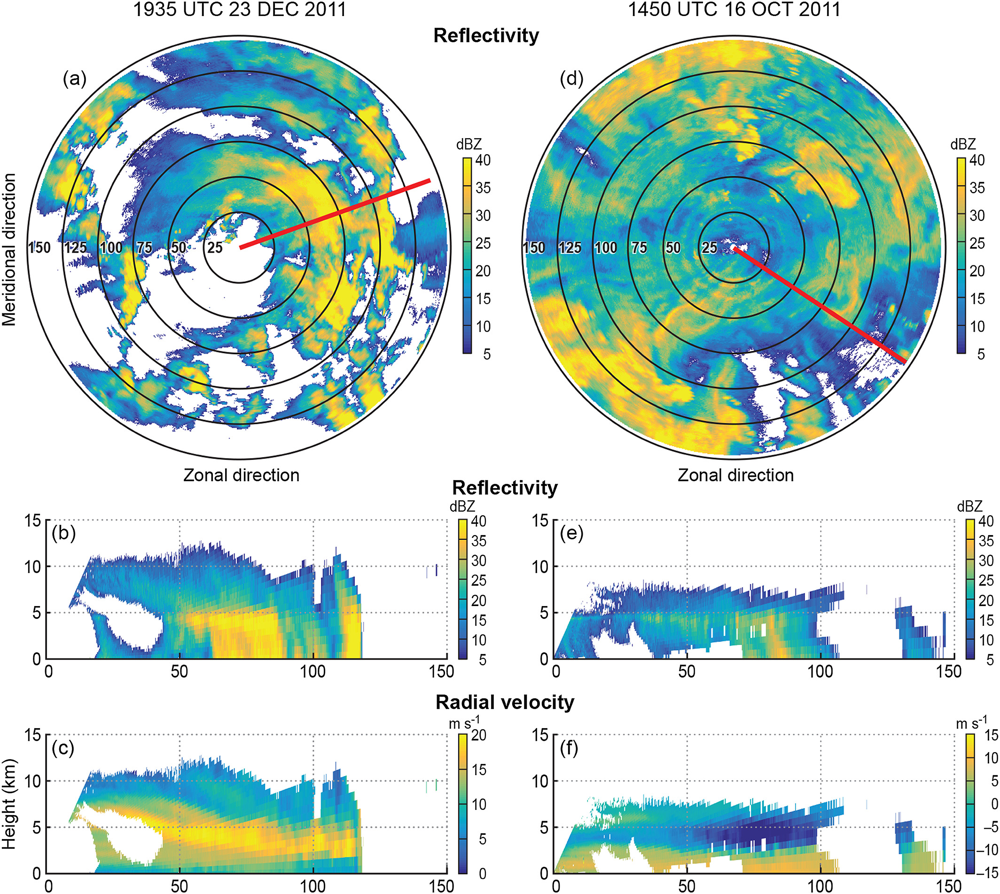 1935 UTC 23 DEC 2011
1450 UTC 16 OCT 2011
Reflectivity
(a)
(d)
Meridional direction
150 125 100 75 50 25
150 125 100 75 50 25
dBZ
40
35
30
25
20
15
10
5
dBZ
40
35
30
25
20
15
10
5
Zonal direction
Zonal direction
Reflectivity
(b)
15
10
5
0
0 50 100 150
dBZ
40
35
30
25
20
15
10
5
(e)
15
10
5
0
0 50 100 150
dBZ
40
35
30
25
20
15
10
5
Radial velocity
Height (km)
(c)
15
10
5
0
0 50 100 150
m s-1
20
15
10
5
0
(f)
15
10
5
0
0 50 100 150
m s-1
15
10
5
0
–5
–10
–15